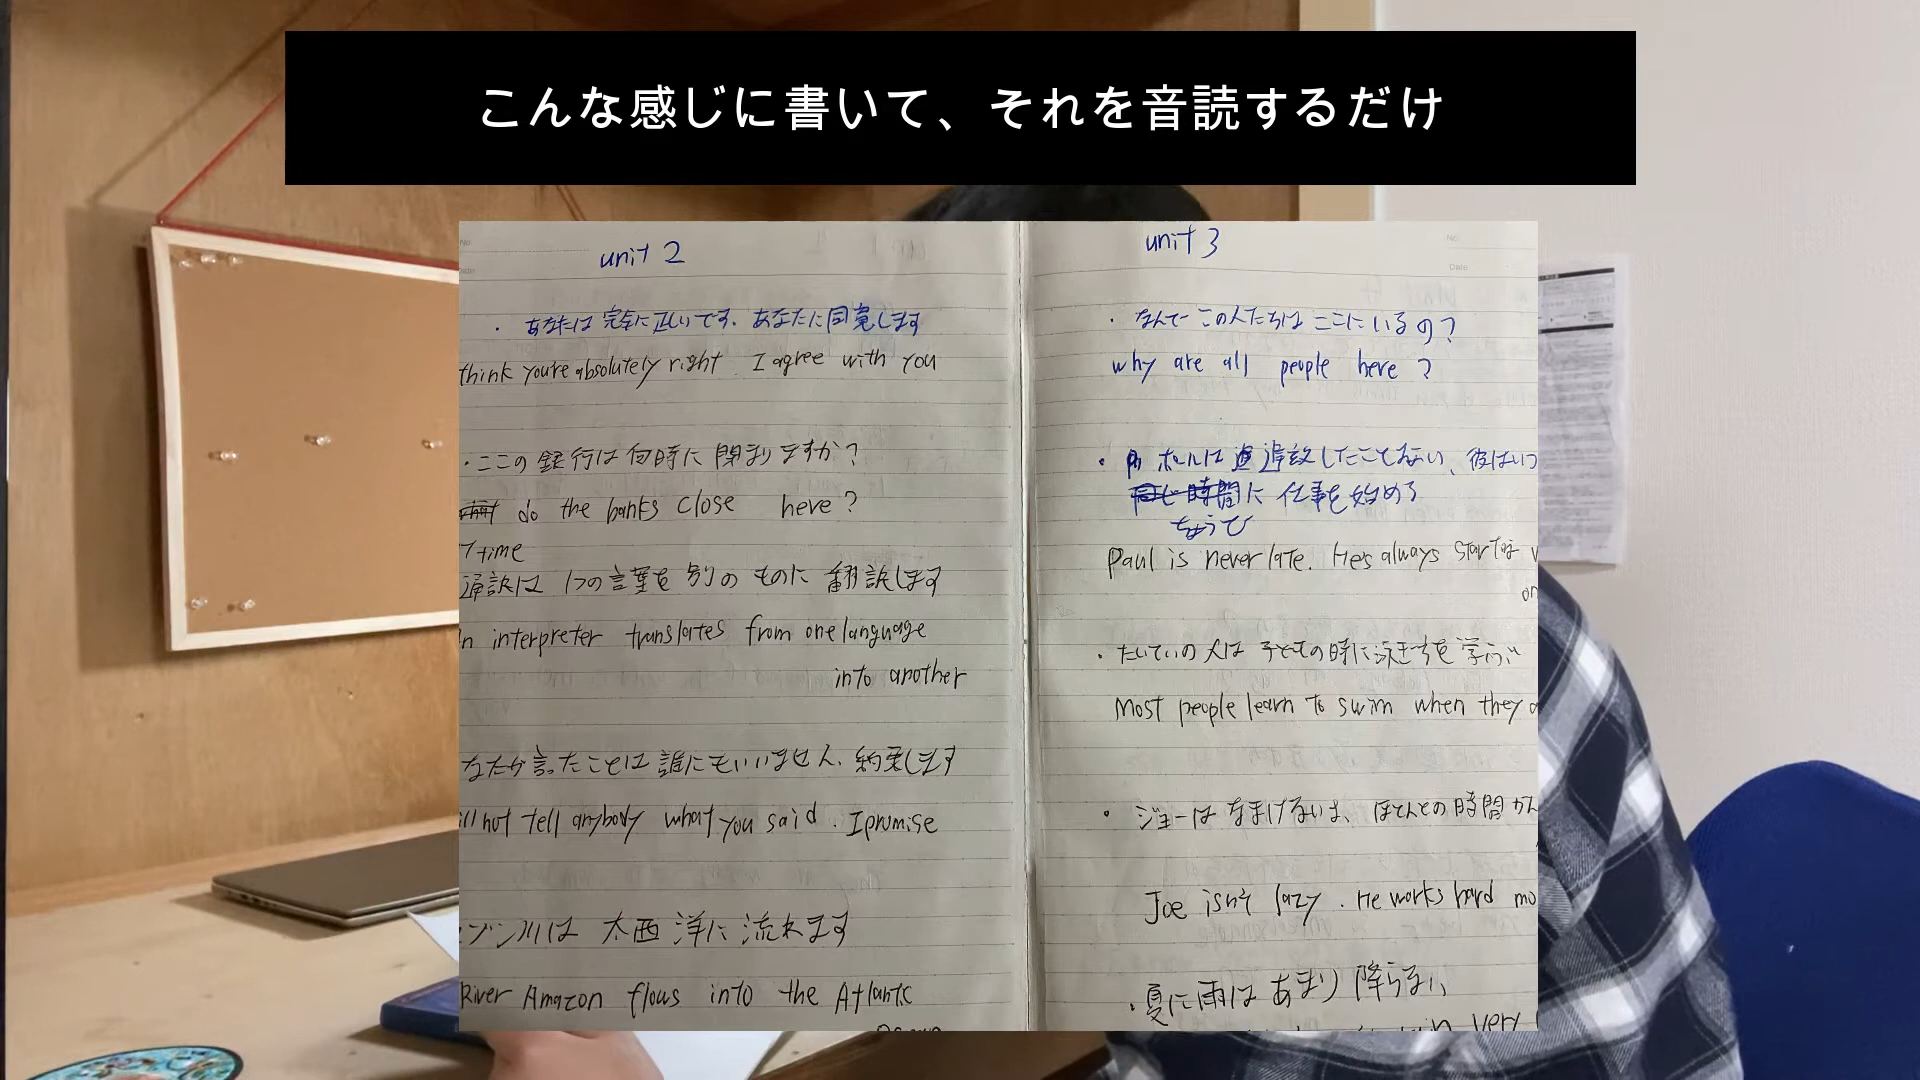 こんな感じに書いて、それを音読するだけ
unit 2
・あなたは完全に正しいです。あなたに同意します
think you're absolutely right. I agree with you
・ここの銀行は何時に閉まりますか?
do the banks close here?
time
通訳は1つの言葉を別のものに翻訳します
n interpreter translates from one language
into another
なたが言ったことは誰にもいいません。約束します
ill not tell anybody what you said. I promise
ゾン川は大西洋に流れます
River Amazon flows into the Atlantc
unit 3
No.
Date
・なんでこの人たちはここにいるの?
why are all people here?
・ポールは遅したことない、彼はいつ
に仕事を始める
ちょうど
Paul is never late. He's always
on
・たいていの人は子どもの時に泳ぎ方を学ぶ
Most people learn to swim when they a
・ジョーはなまけない、ほとんどの時間
Joe isn't lazy. He works hard mo
・夏に雨はあまり降らない
in very